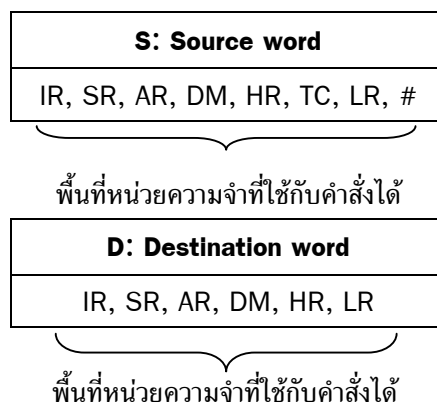 S: Source word
IR, SR, AR, DM, HR, TC, LR, #
พื้นที่หน่วยความจำที่ใช้กับคำสั่งได้
D: Destination word
IR, SR, AR, DM, HR, LR
พื้นที่หน่วยความจำที่ใช้กับคำสั่งได้